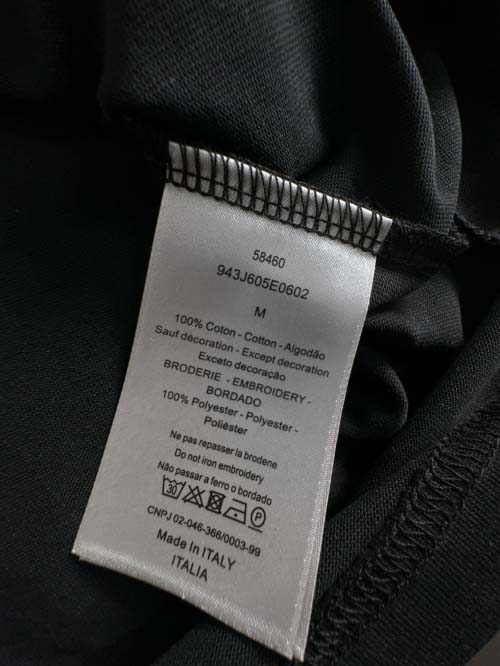 58460
943J605E0602
M
100% Coton - Cotton - Algodão
Sauf décoration - Except decoration
Exceto decoração
BRODERIE - EMBROIDERY -
BORDADO
100% Polyester - Polyester -
Poliéster
Ne pas repasser la brodene
Do not iron embroidery
Não passar a ferro o bordado
30 P
CNPJ 02-046-366/0003-99
Made in ITALY
ITALIA